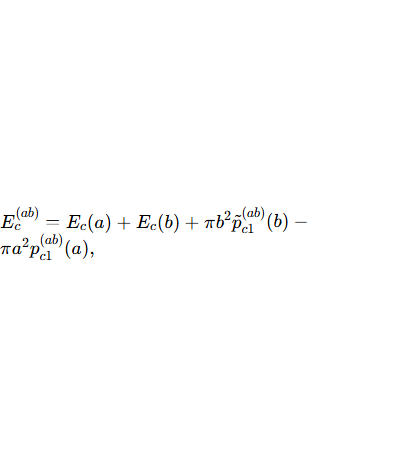 $E_c^{(ab)} = E_c(a) + E_c(b) + \pi b^2 \tilde{p}_{c1}^{(ab)}(b) -$
$\pi a^2 p_{c1}^{(ab)}(a),$